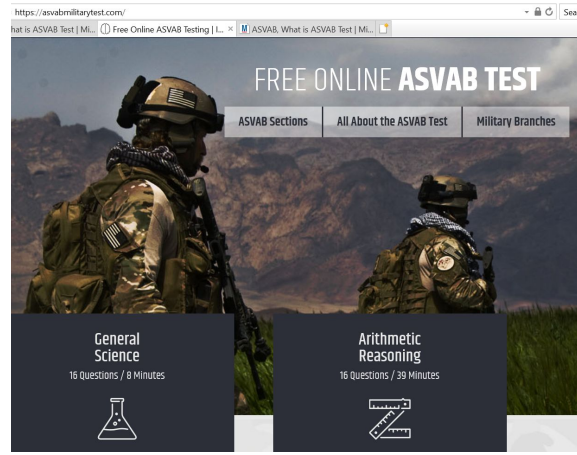 https://asvabmilitarytest.com/
Sea
hat is ASVAB Test | Mi...
Free Online ASVAB Testing | I...
M ASVAB, What is ASVAB Test | Mi...
FREE ONLINE ASVAB TEST
ASVAB Sections
All About the ASVAB Test
Military Branches
General
Science
16 Questions / 8 Minutes
Arithmetic
Reasoning
16 Questions / 39 Minutes